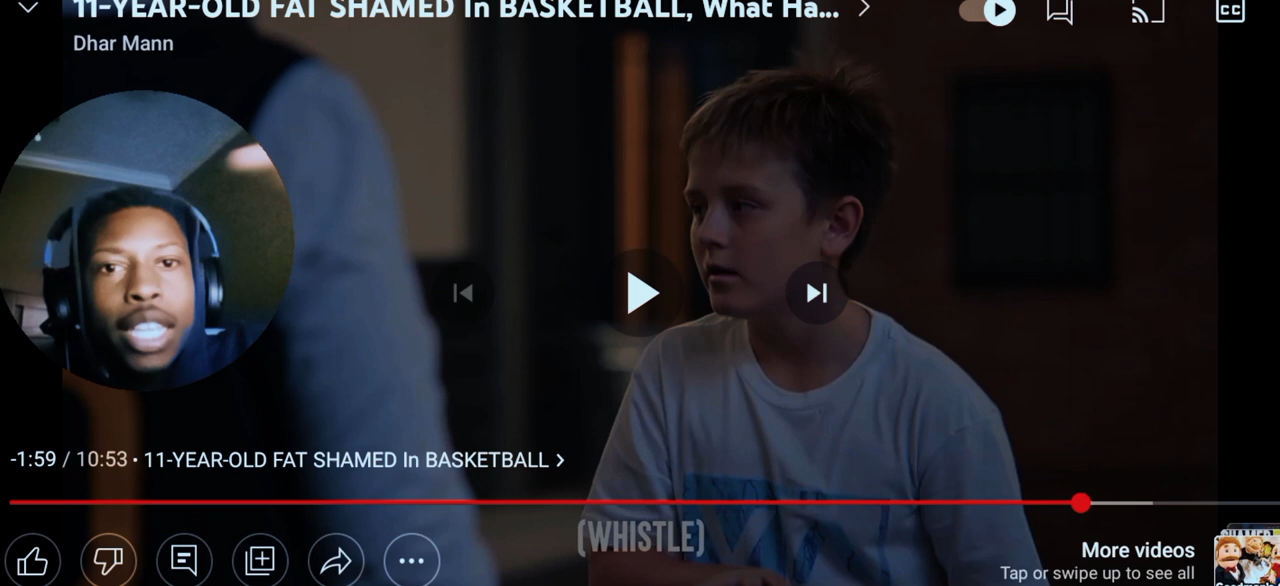 11-YEAR-OLD FAT SHAMED In BASKETBALL, What Ha...
CC
Dhar Mann
-1:59 / 10:53 • 11-YEAR-OLD FAT SHAMED In BASKETBALL
(WHISTLE)
More videos
Tap or swipe up to see all